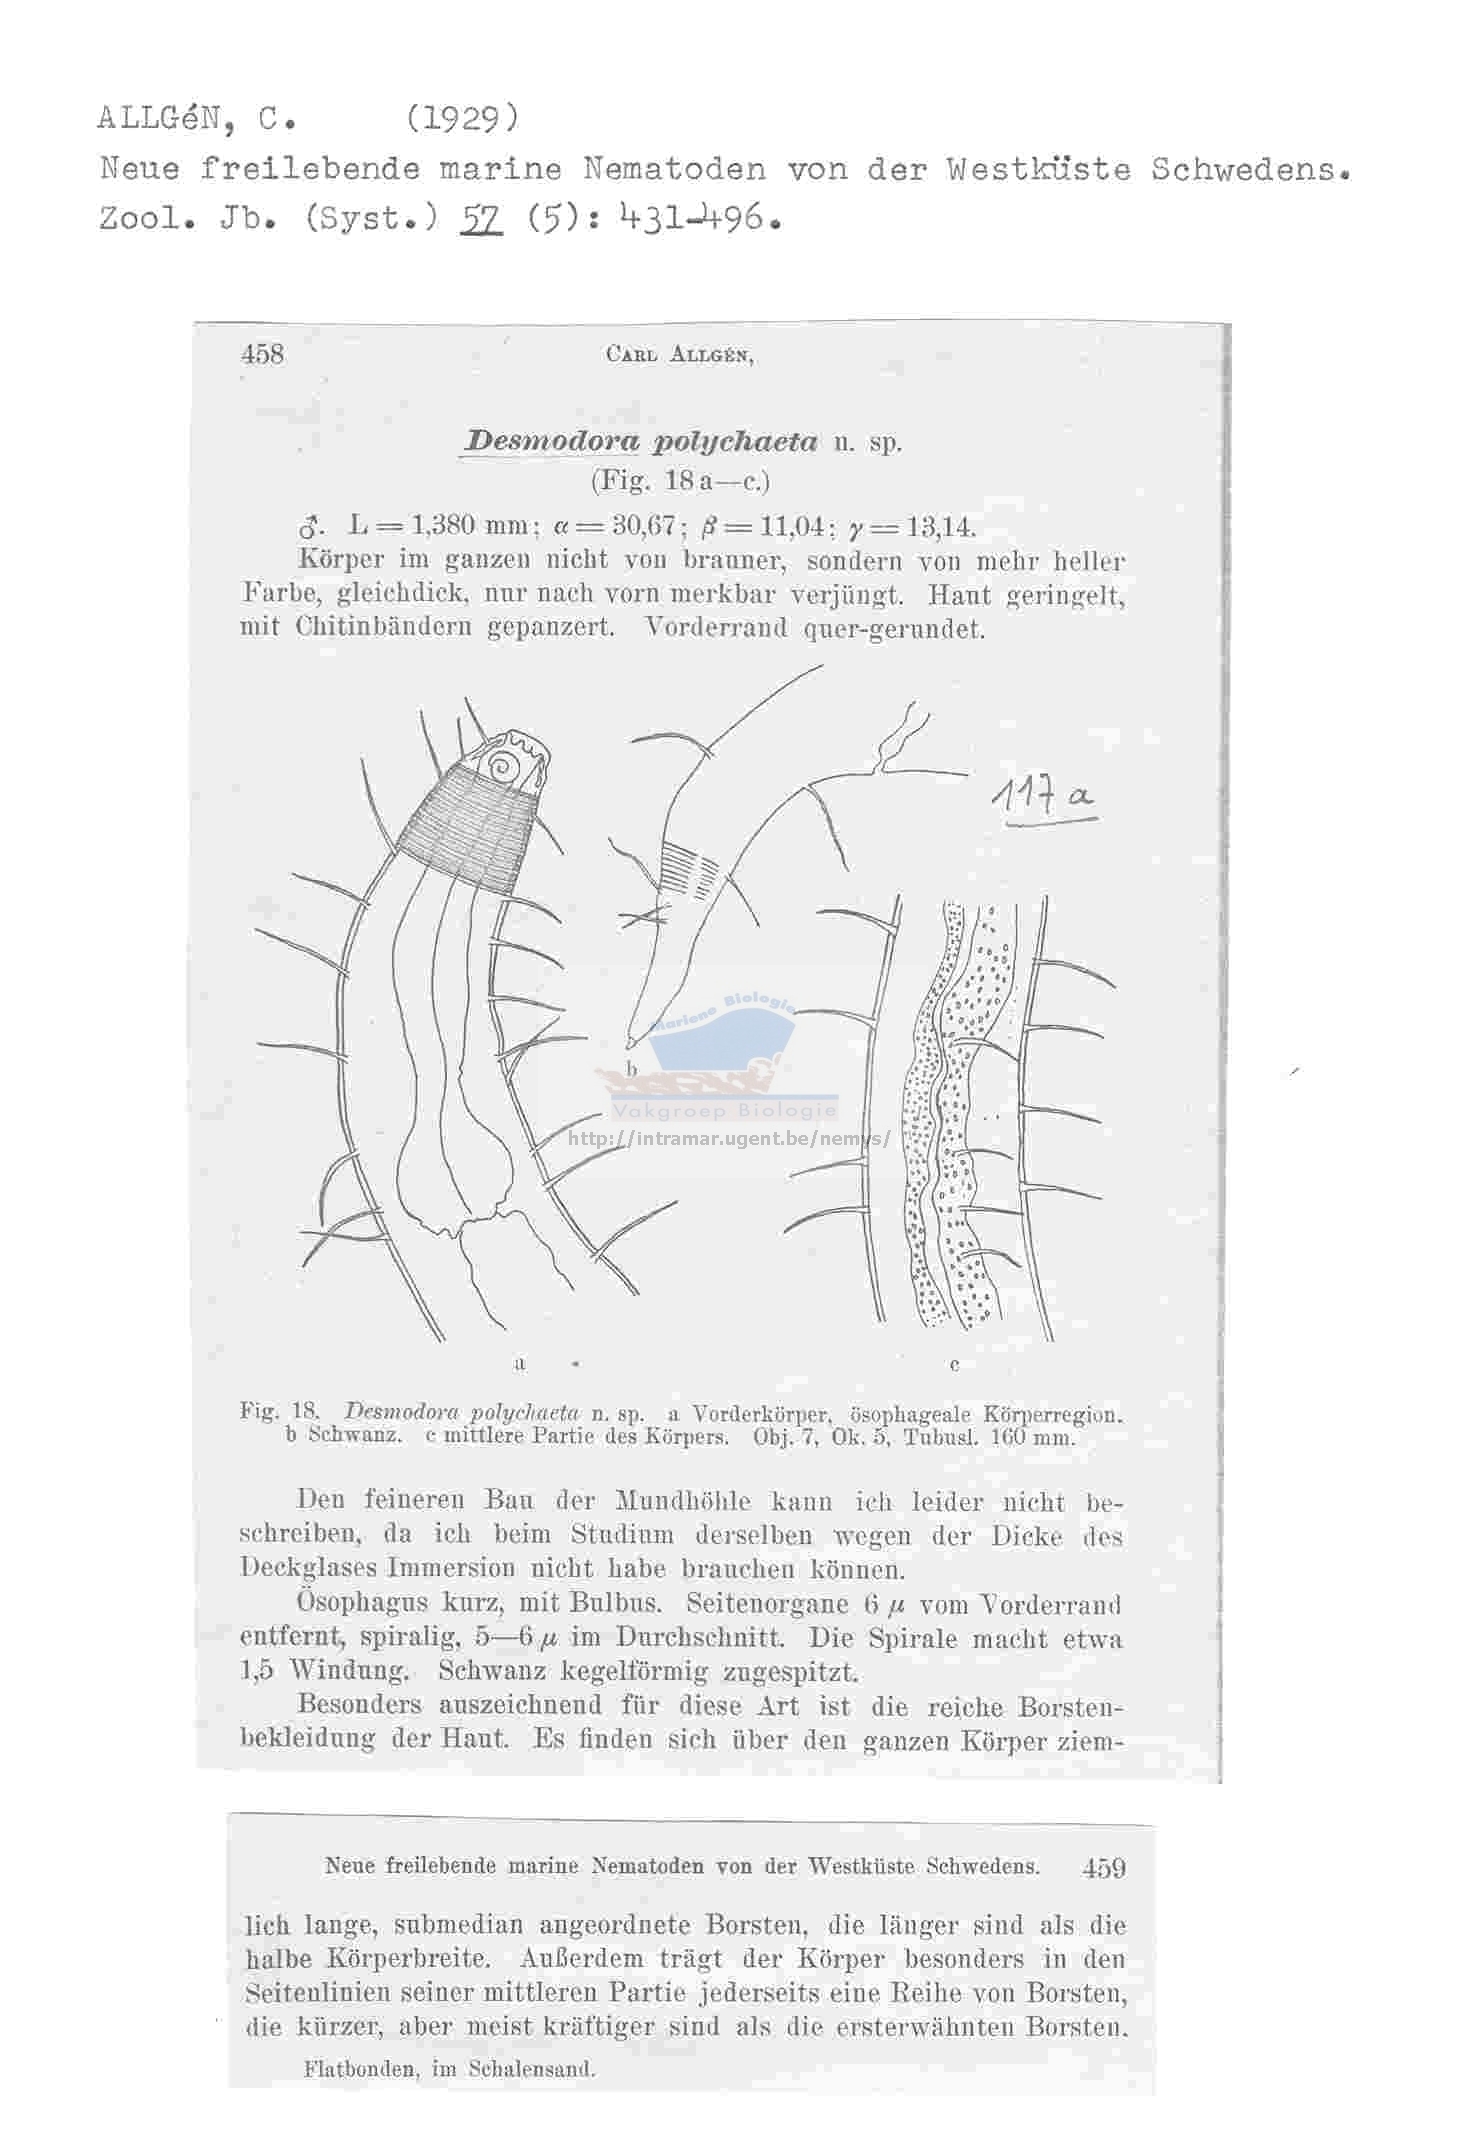 ALLGéN, C. (1929)
Neue freilebende marine Nematoden von der Westküste Schwedens.
Zool. Jb. (Syst.) 57 (5): 431-496.
458
CARL ALLGÉN,
Desmodora polychaeta n. sp.
(Fig. 18 a—c.)
♂. L = 1,380 mm; α = 30,67; β = 11,04; γ = 13,14.
Körper im ganzen nicht von brauner, sondern von mehr heller
Farbe, gleichdick, nur nach vorn merkbar verjüngt. Haut geringelt,
mit Chitinbändern gepanzert. Vorderrand quer-gerundet.
117 a
Mariene Biologie
b
Vakgroep Biologie
http://intramar.ugent.be/nemys/
a
c
Fig. 18. Desmodora polychaeta n. sp. a Vorderkörper, ösophageale Körperregion.
b Schwanz. c mittlere Partie des Körpers. Obj. 7, Ok. 5, Tubusl. 160 mm.
Den feineren Bau der Mundhöhle kann ich leider nicht be-
schreiben, da ich beim Studium derselben wegen der Dicke des
Deckglases Immersion nicht habe brauchen können.
Ösophagus kurz, mit Bulbus. Seitenorgane 6 μ vom Vorderrand
entfernt, spiralig, 5—6 μ im Durchschnitt. Die Spirale macht etwa
1,5 Windung. Schwanz kegelförmig zugespitzt.
Besonders auszeichnend für diese Art ist die reiche Borsten-
bekleidung der Haut. Es finden sich über den ganzen Körper ziem-
Neue freilebende marine Nematoden von der Westküste Schwedens. 459
lich lange, submedian angeordnete Borsten, die länger sind als die
halbe Körperbreite. Außerdem trägt der Körper besonders in den
Seitenlinien seiner mittleren Partie jederseits eine Reihe von Borsten,
die kürzer, aber meist kräftiger sind als die ersterwähnten Borsten.
Flatbonden, im Schalensand.